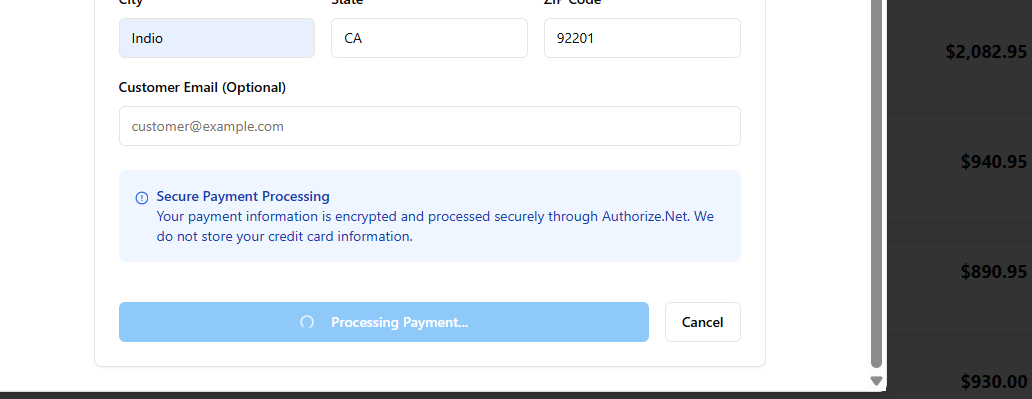 City State ZIP Code
Indio CA 92201
$2,082.95
Customer Email (Optional)
customer@example.com
$940.95
Secure Payment Processing
Your payment information is encrypted and processed securely through Authorize.Net. We
do not store your credit card information.
$890.95
Processing Payment... Cancel
$930.00